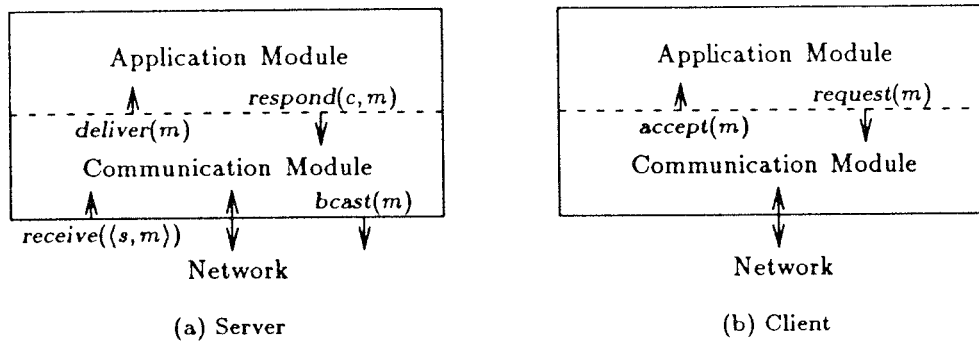 Application Module
respond(c, m)
deliver(m)
Communication Module
bcast(m)
receive(⟨s, m⟩)
Network
(a) Server
Application Module
request(m)
accept(m)
Communication Module
Network
(b) Client